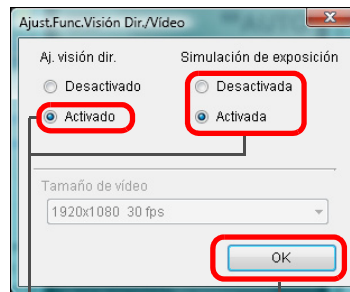 Ajust.Func.Visión Dir./Vídeo
Aj. visión dir.
Simulación de exposición
Desactivado
Desactivada
Activado
Activada
Tamaño de vídeo
1920x1080 30 fps
OK